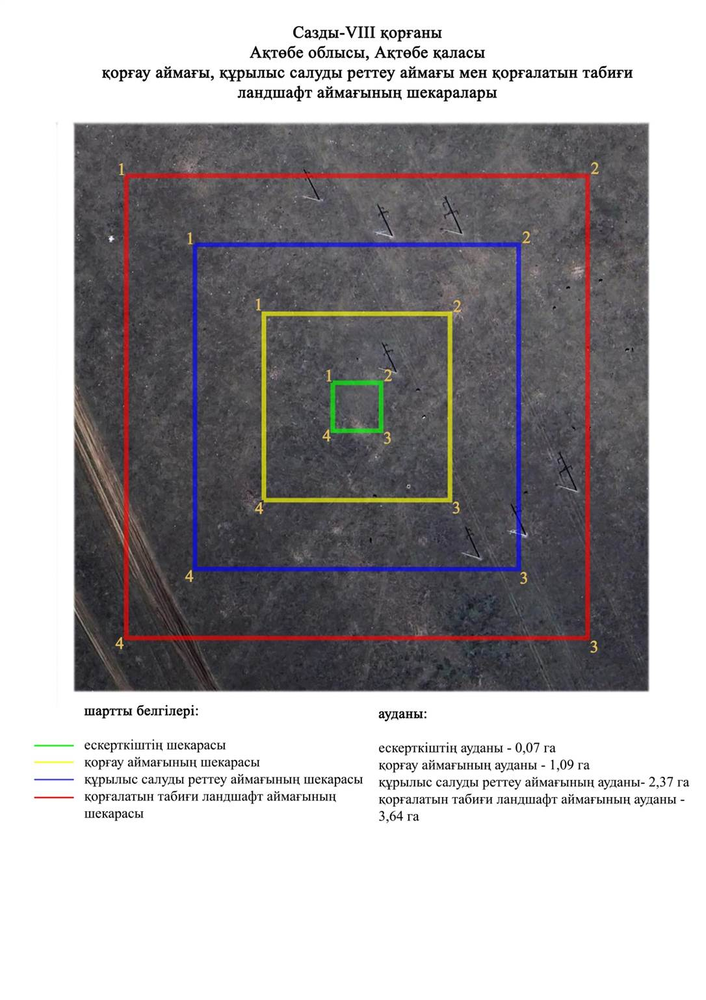 Сазды-VIII қорғаны
Ақтөбе облысы, Ақтөбе қаласы
қорғау аймағы, құрылыс салуды реттеу аймағы мен қорғалатын табиғи
ландшафт аймағының шекаралары
1
2
1
2
1
2
1
2
4
3
4
3
4
3
4
3
шартты белгілері:
ескерткіштің шекарасы
қорғау аймағының шекарасы
құрылыс салуды реттеу аймағының шекарасы
қорғалатын табиғи ландшафт аймағының
шекарасы
ауданы:
ескерткіштің ауданы - 0,07 га
қорғау аймағының ауданы - 1,09 га
құрылыс салуды реттеу аймағының ауданы- 2,37 га
қорғалатын табиғи ландшафт аймағының ауданы -
3,64 га